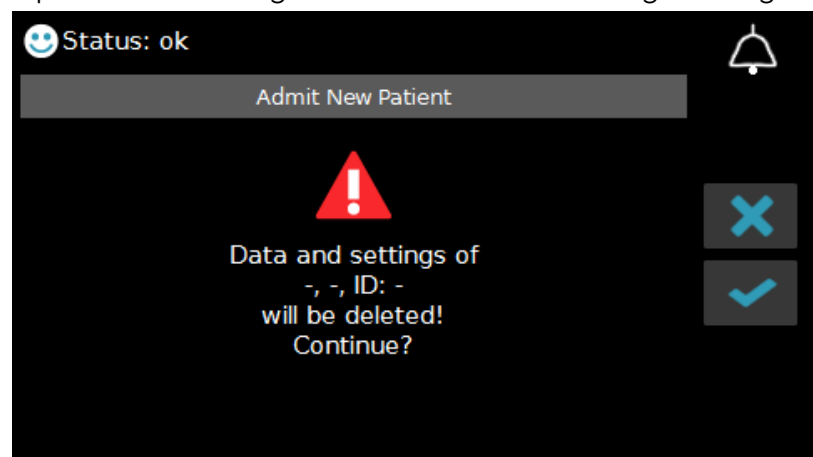 Status: ok
Admit New Patient
Data and settings of
-, -, ID: -
will be deleted!
Continue?